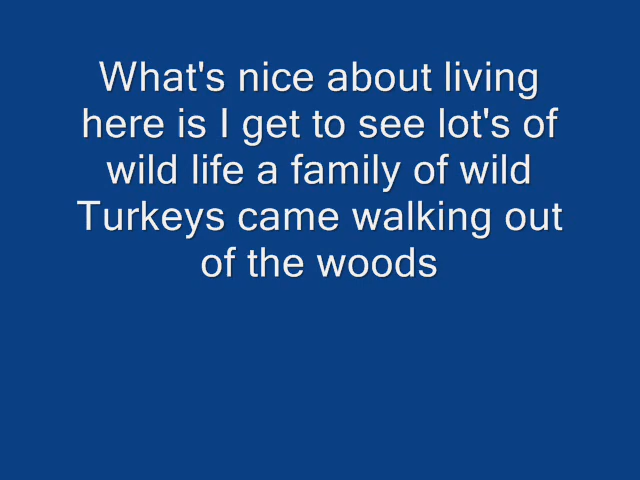 What's nice about living
here is I get to see lot's of
wild life a family of wild
Turkeys came walking out
of the woods